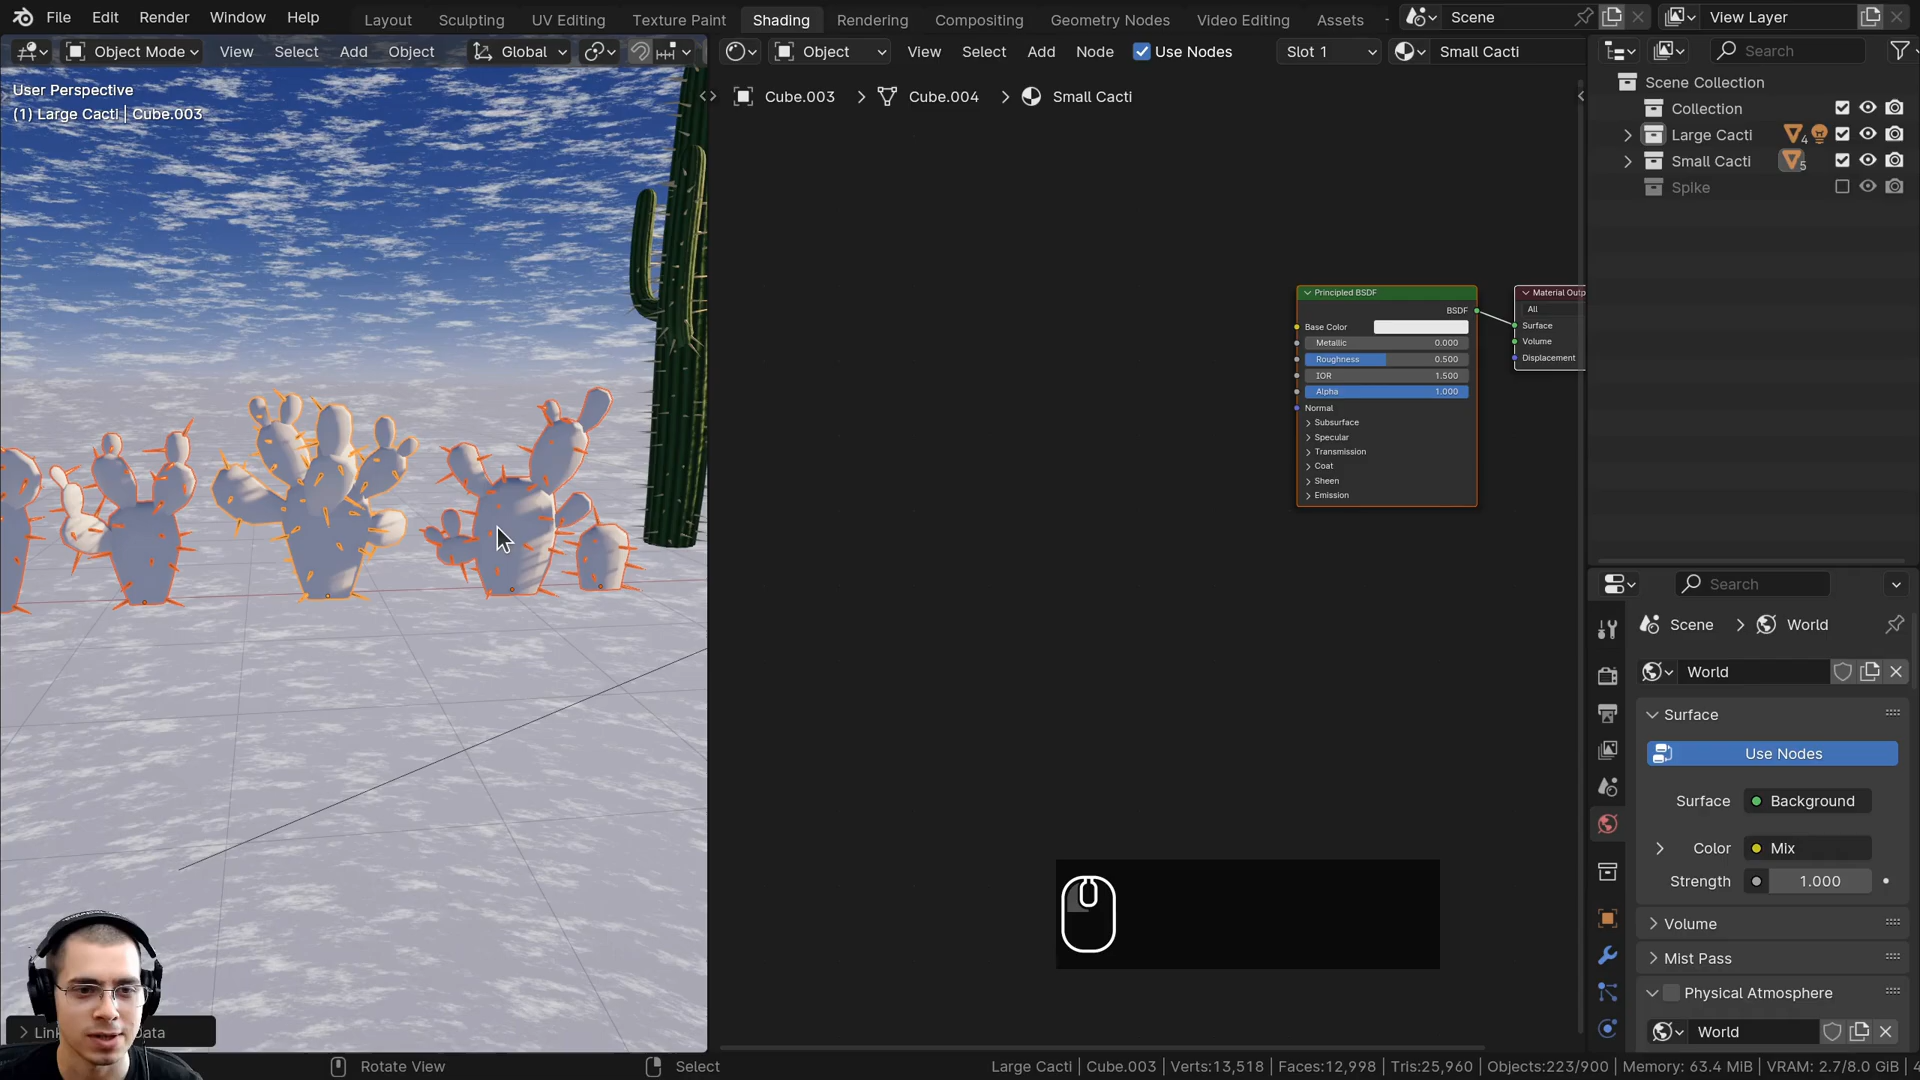 File Edit Render Window Help Layout Sculpting UV Editing Texture Paint Shading Rendering Compositing Geometry Nodes Video Editing Assets Scene View Layer
Object Mode View Select Add Object Global Object View Select Add Node Use Nodes Slot 1 Small Cacti Search
User Perspective
(1) Large Cacti | Cube.003
Cube.003 Cube.004 Small Cacti
Scene Collection
Collection
Large Cacti 4
Small Cacti 5
Spike
Principled BSDF
BSDF
Base Color
Metallic 0.000
Roughness 0.500
IOR 1.500
Alpha 1.000
Normal
Subsurface
Specular
Transmission
Coat
Sheen
Emission
Material Outp
All
Surface
Volume
Displacement
Search
Scene World
World
Surface
Use Nodes
Surface Background
Color Mix
Strength 1.000
Volume
Mist Pass
Physical Atmosphere
World
Rotate View Select
Large Cacti | Cube.003 | Verts:13,518 | Faces:12,998 | Tris:25,960 | Objects:223/900 | Memory: 63.4 MiB | VRAM: 2.7/8.0 GiB | 4